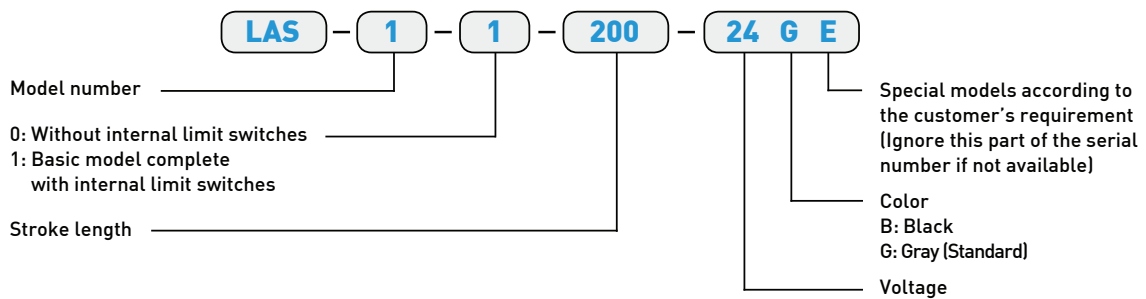 LAS – 1 – 1 – 200 – 24 G E
Model number
0: Without internal limit switches
1: Basic model complete
with internal limit switches
Stroke length
Special models according to
the customer's requirement
(Ignore this part of the serial
number if not available)
Color
B: Black
G: Gray (Standard)
Voltage